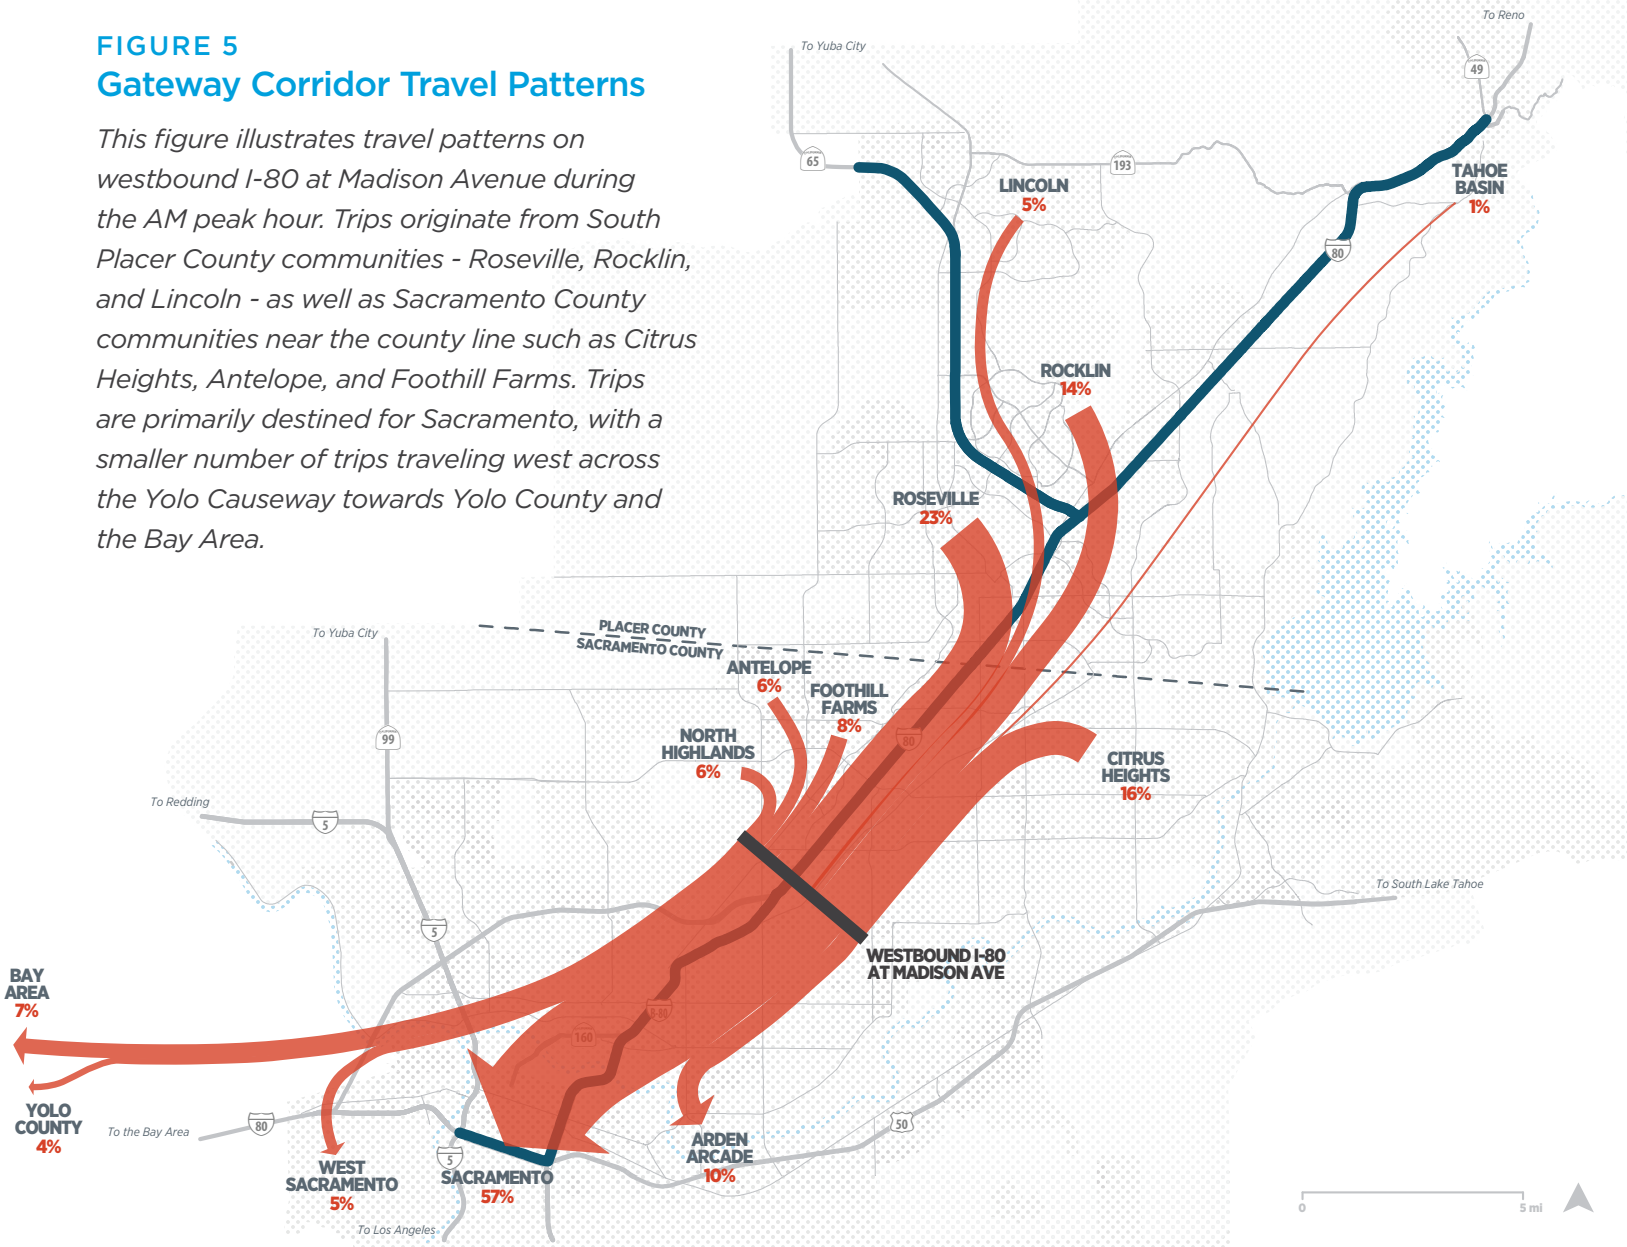 FIGURE 5
Gateway Corridor Travel Patterns
This figure illustrates travel patterns on
westbound I-80 at Madison Avenue during
the AM peak hour. Trips originate from South
Placer County communities - Roseville, Rocklin,
and Lincoln - as well as Sacramento County
communities near the county line such as Citrus
Heights, Antelope, and Foothill Farms. Trips
are primarily destined for Sacramento, with a
smaller number of trips traveling west across
the Yolo Causeway towards Yolo County and
the Bay Area.
To Reno
To Yuba City
49
65
193
LINCOLN
5%
TAHOE
BASIN
1%
80
ROCKLIN
14%
ROSEVILLE
23%
To Yuba City
PLACER COUNTY
SACRAMENTO COUNTY
ANTELOPE
6%
FOOTHILL
FARMS
8%
NORTH
HIGHLANDS
6%
99
80
CITRUS
HEIGHTS
16%
To Redding
5
To South Lake Tahoe
5
WESTBOUND I-80
AT MADISON AVE
BAY
AREA
7%
160
YOLO
COUNTY
4%
To the Bay Area
80
50
5
ARDEN
ARCADE
10%
WEST
SACRAMENTO
5%
SACRAMENTO
57%
To Los Angeles
0
5 mi